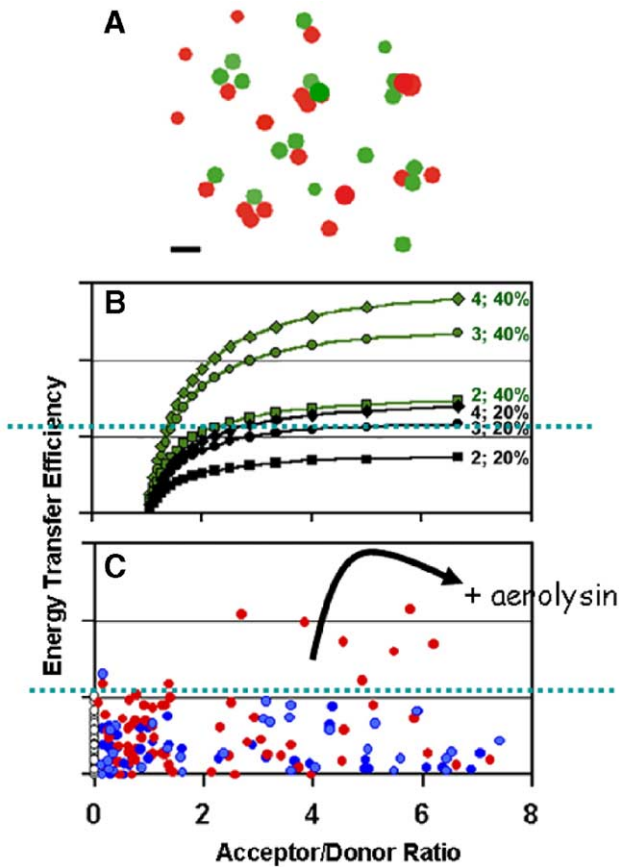 A
B
4; 40%
3; 40%
2; 40%
4; 20%
3; 20%
2; 20%
Energy Transfer Efficiency
C
+ aerolysin
0 2 4 6 8
Acceptor/Donor Ratio